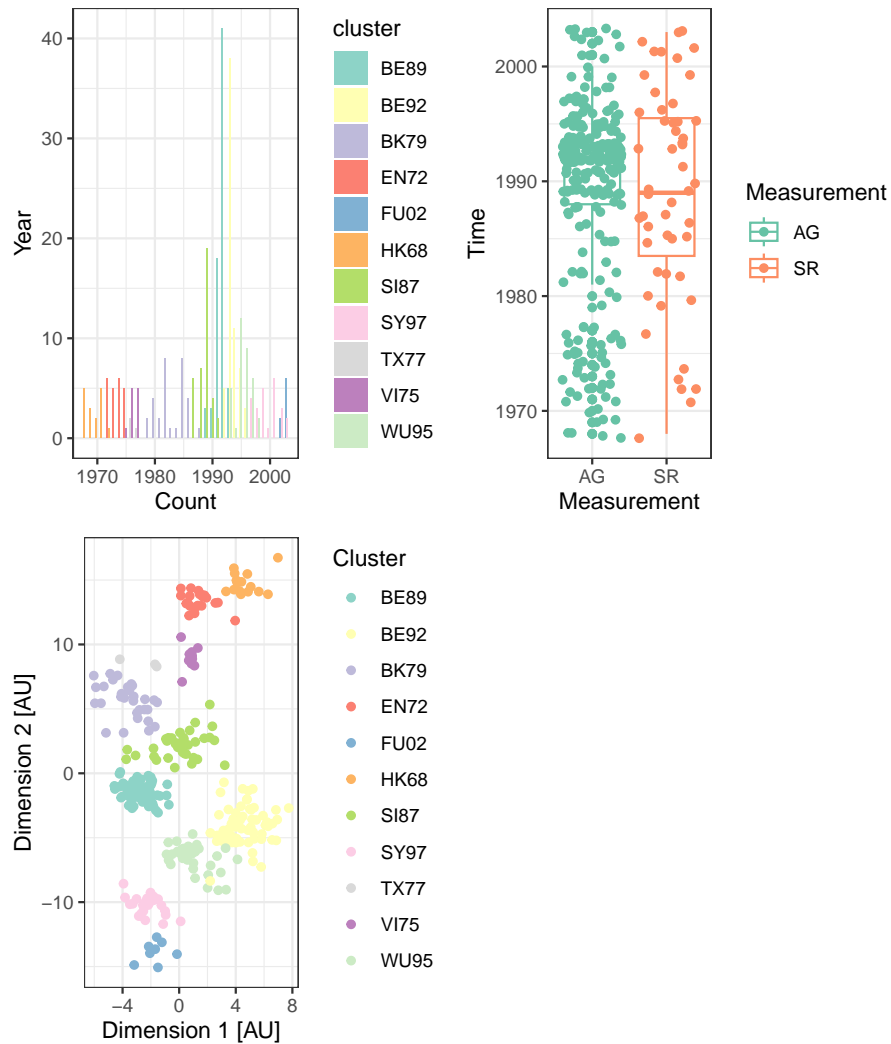 40
30
20
10
0
Year
1970 1980 1990 2000
Count
cluster
BE89
BE92
BK79
EN72
FU02
HK68
SI87
SY97
TX77
VI75
WU95
2000
1990
1980
1970
Time
AG SR
Measurement
Measurement
AG
SR
10
0
−10
Dimension 2 [AU]
−4 0 4 8
Dimension 1 [AU]
Cluster
BE89
BE92
BK79
EN72
FU02
HK68
SI87
SY97
TX77
VI75
WU95